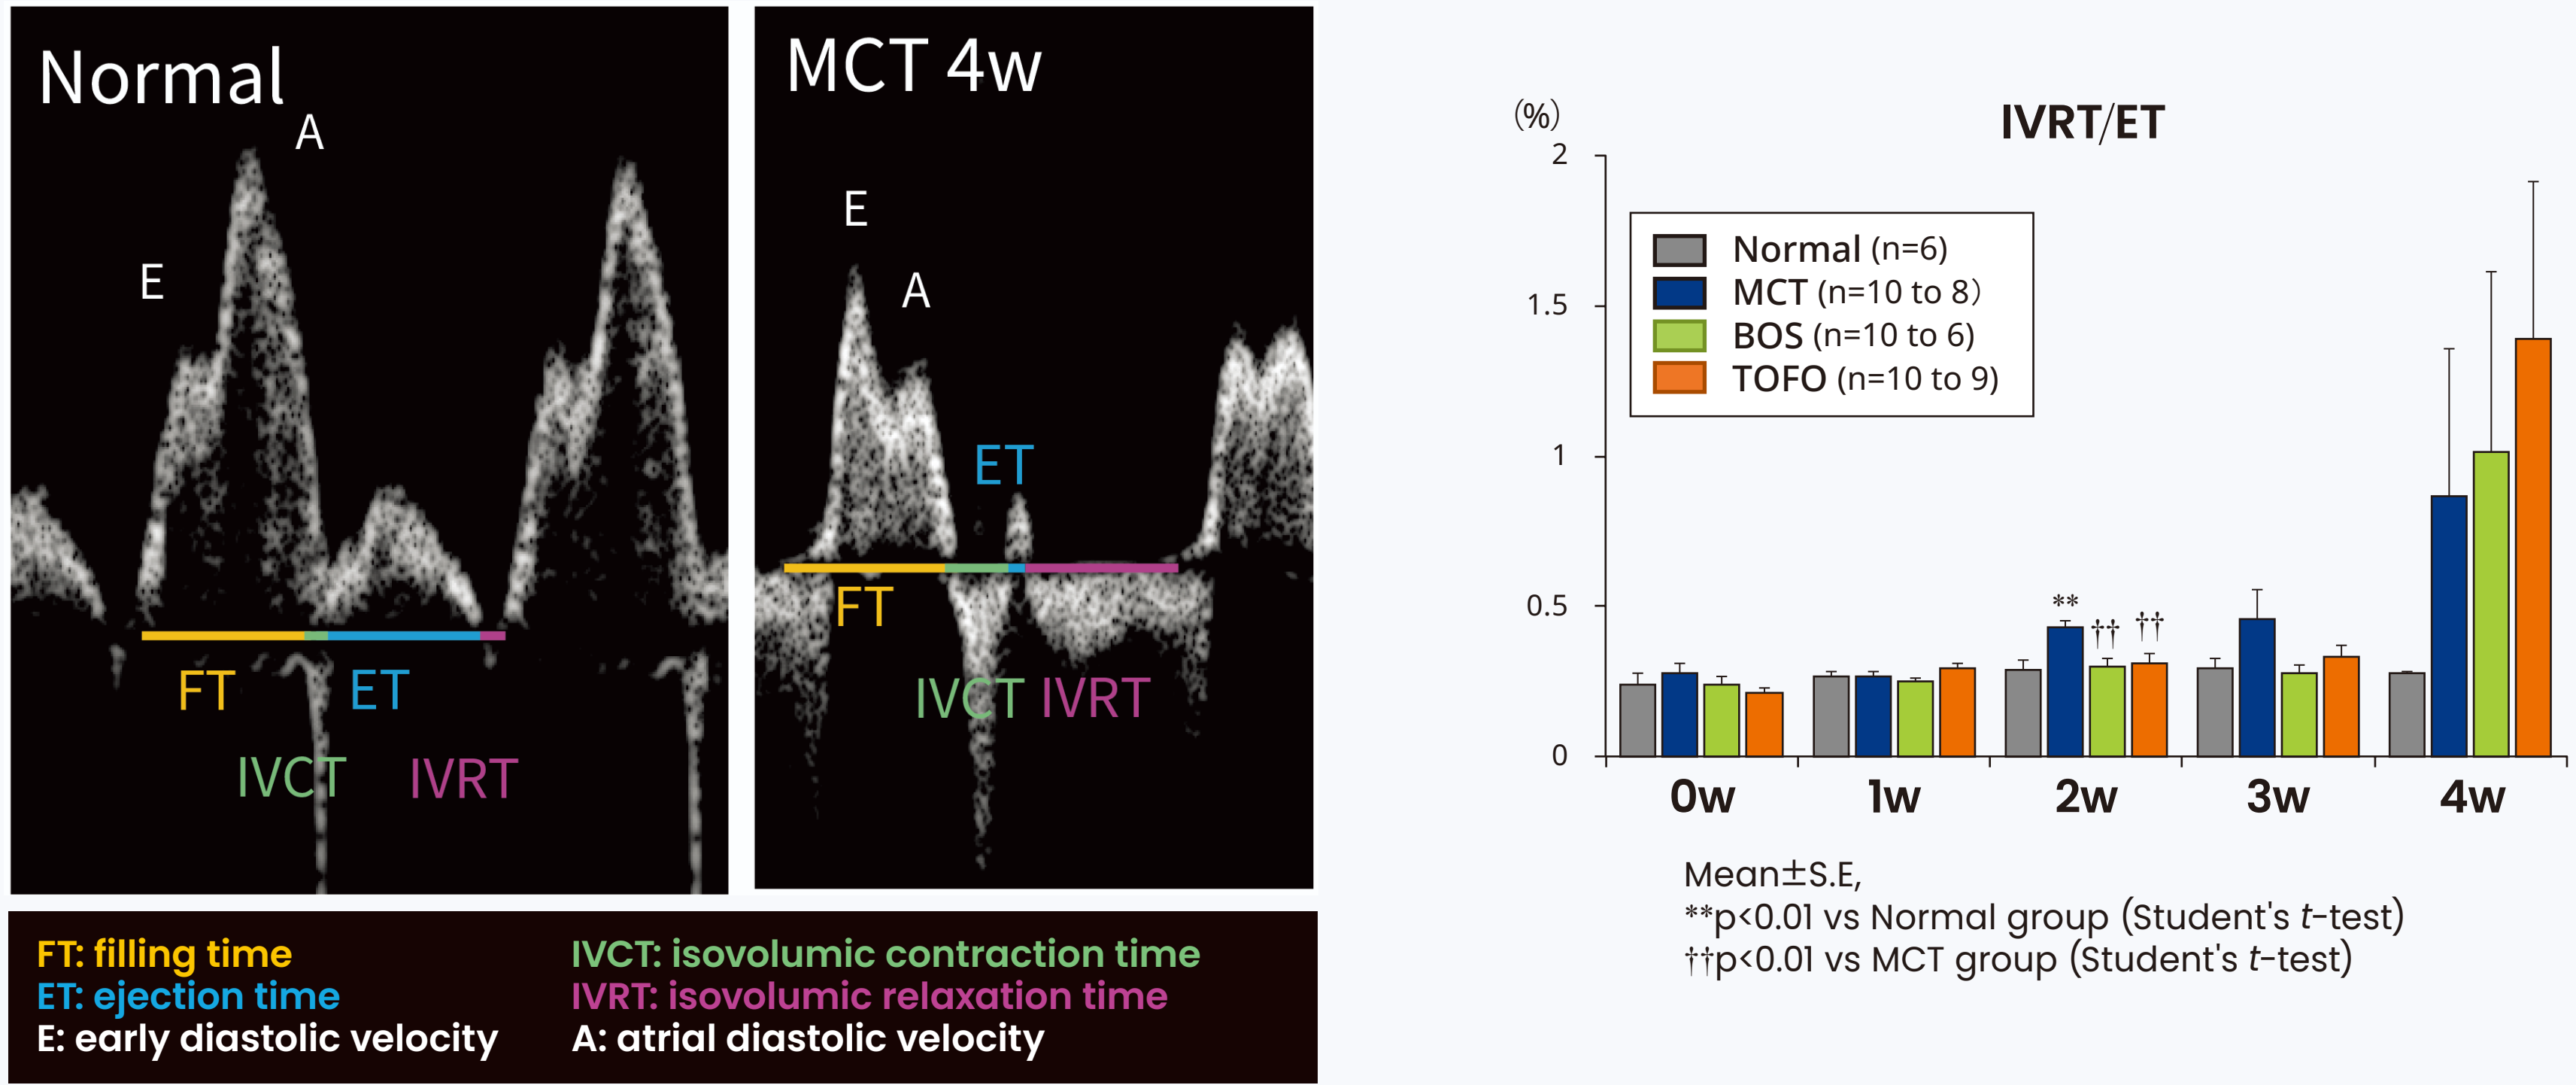 Normal
A
E
FT
ET
IVCT
IVRT
MCT 4w
E
A
ET
FT
IVCT
IVRT
FT: filling time
IVCT: isovolumic contraction time
ET: ejection time
IVRT: isovolumic relaxation time
E: early diastolic velocity
A: atrial diastolic velocity
(%)
IVRT/ET
2
1.5
1
0.5
0
Normal (n=6)
MCT (n=10 to 8)
BOS (n=10 to 6)
TOFO (n=10 to 9)
**
††
††
0w
1w
2w
3w
4w
Mean±S.E,
**p<0.01 vs Normal group (Student's t-test)
††p<0.01 vs MCT group (Student's t-test)